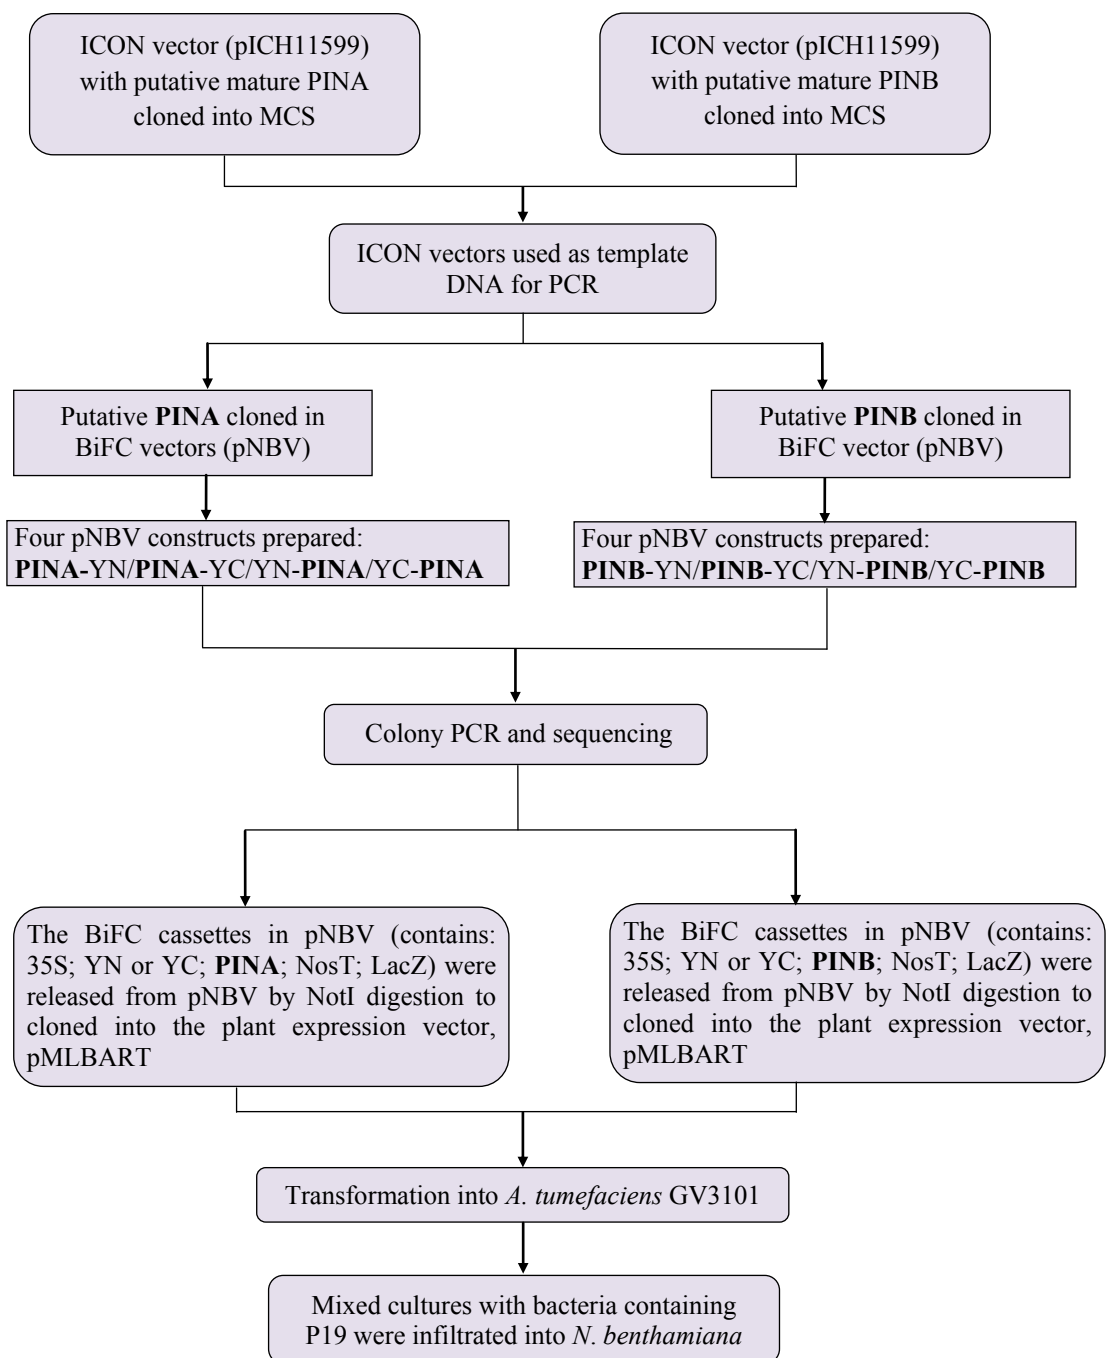 ICON vector (pICH11599)
with putative mature PINA
cloned into MCS
ICON vector (pICH11599)
with putative mature PINB
cloned into MCS
ICON vectors used as template
DNA for PCR
Putative PINA cloned in
BiFC vectors (pNBV)
Putative PINB cloned in
BiFC vector (pNBV)
Four pNBV constructs prepared:
PINA-YN/PINA-YC/YN-PINA/YC-PINA
Four pNBV constructs prepared:
PINB-YN/PINB-YC/YN-PINB/YC-PINB
Colony PCR and sequencing
The BiFC cassettes in pNBV (contains:
35S; YN or YC; PINA; NosT; LacZ) were
released from pNBV by NotI digestion to
cloned into the plant expression vector,
pMLBART
The BiFC cassettes in pNBV (contains:
35S; YN or YC; PINB; NosT; LacZ) were
released from pNBV by NotI digestion to
cloned into the plant expression vector,
pMLBART
Transformation into A. tumefaciens GV3101
Mixed cultures with bacteria containing
P19 were infiltrated into N. benthamiana